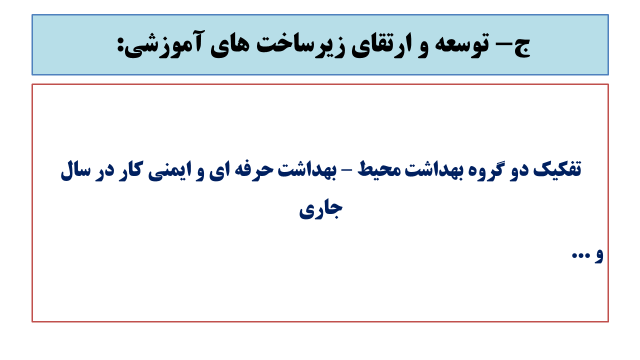 ج– توسعه و ارتقای زیرساخت های آموزشی:
تفکیک دو گروه بهداشت محیط – بهداشت حرفه ای و ایمنی کار در سال
جاری
و ...